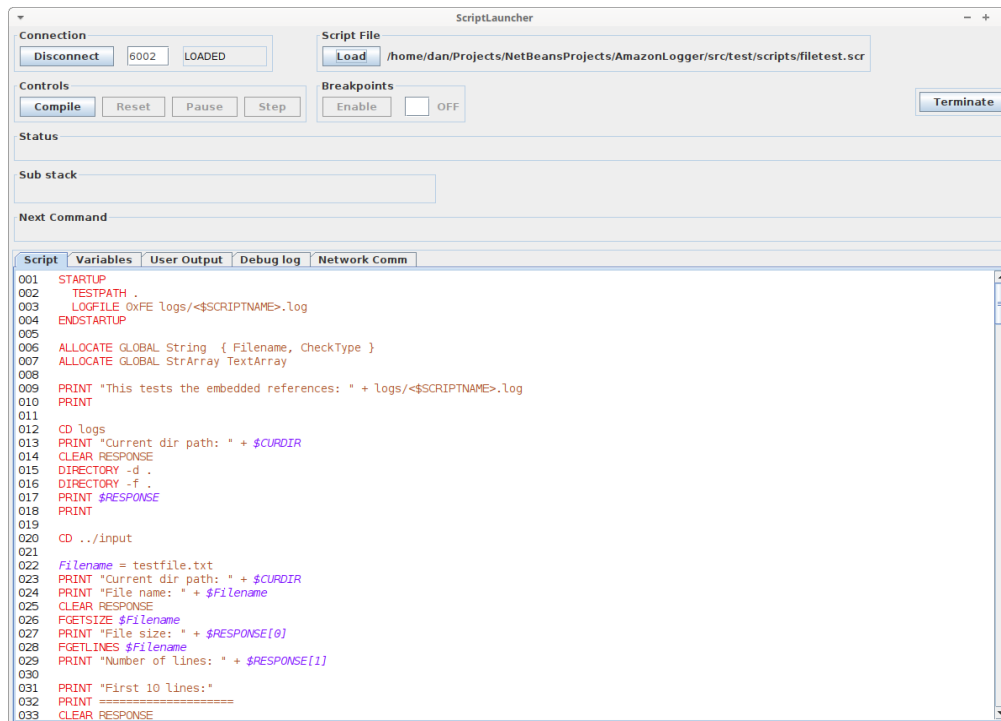 ScriptLauncher
Connection
Disconnect 6002 LOADED
Script File
Load /home/dan/Projects/NetBeansProjects/AmazonLogger/src/test/scripts/filetest.scr
Controls
Compile Reset Pause Step
Breakpoints
Enable OFF
Terminate
Status
Sub stack
Next Command
Script Variables User Output Debug log Network Comm
001 STARTUP
002 TESTPATH .
003 LOGFILE 0xFE logs/<$SCRIPTNAME>.log
004 ENDSTARTUP
005
006 ALLOCATE GLOBAL String { Filename, CheckType }
007 ALLOCATE GLOBAL StrArray TextArray
008
009 PRINT "This tests the embedded references: " + logs/<$SCRIPTNAME>.log
010 PRINT
011
012 CD logs
013 PRINT "Current dir path: " + $CURDIR
014 CLEAR RESPONSE
015 DIRECTORY -d .
016 DIRECTORY -f .
017 PRINT $RESPONSE
018 PRINT
019
020 CD ../input
021
022 Filename = testfile.txt
023 PRINT "Current dir path: " + $CURDIR
024 PRINT "File name: " + $Filename
025 CLEAR RESPONSE
026 FGETSIZE $Filename
027 PRINT "File size: " + $RESPONSE[0]
028 FGETLINES $Filename
029 PRINT "Number of lines: " + $RESPONSE[1]
030
031 PRINT "First 10 lines:"
032 PRINT ====================
033 CLEAR RESPONSE